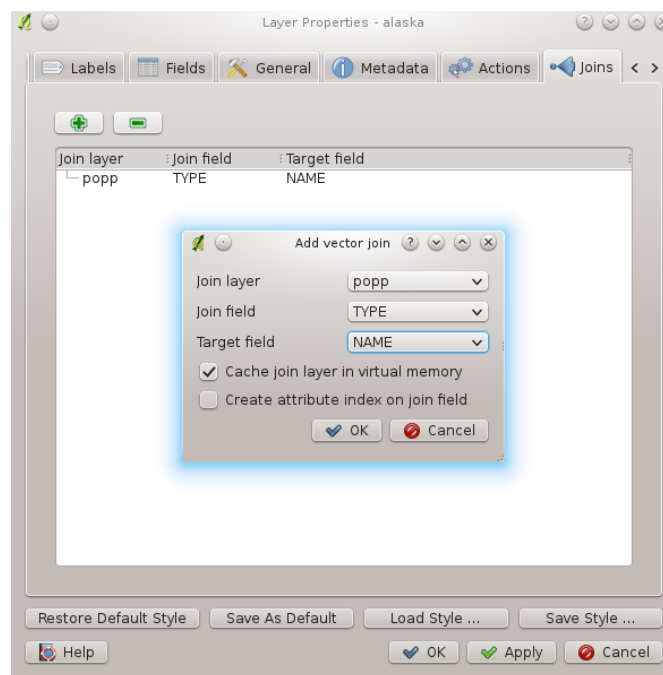 Layer Properties - alaska
Labels Fields General Metadata Actions Joins
Join layer Join field Target field
popp TYPE NAME
Add vector join
Join layer popp
Join field TYPE
Target field NAME
Cache join layer in virtual memory
Create attribute index on join field
OK Cancel
Restore Default Style Save As Default Load Style ... Save Style ...
Help OK Apply Cancel